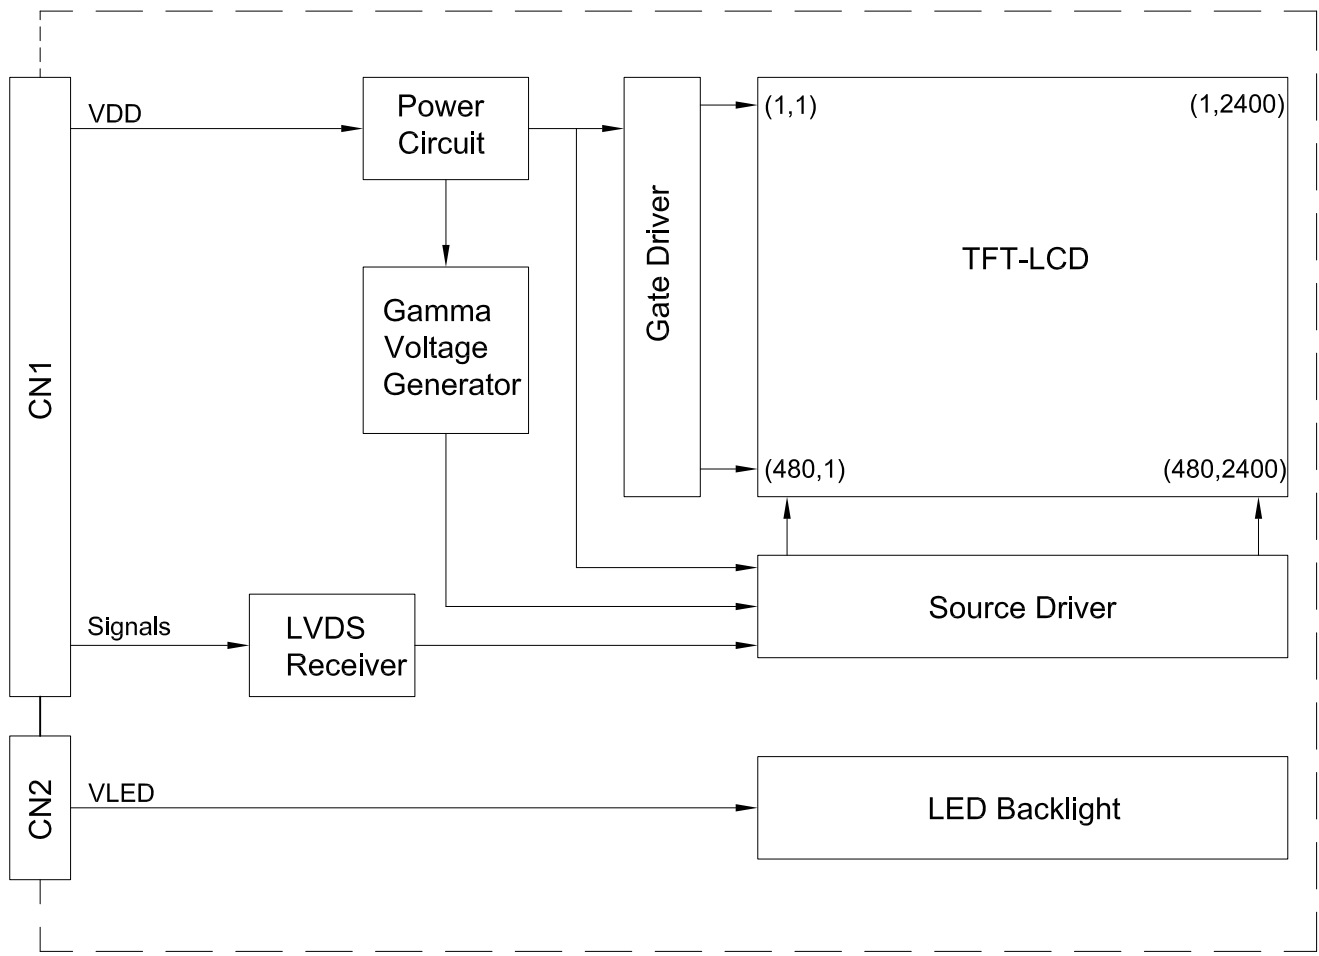 CN1
VDD
Power
Circuit
Gate Driver
(1,1)
(1,2400)
TFT-LCD
Gamma
Voltage
Generator
(480,1)
(480,2400)
Signals
LVDS
Receiver
Source Driver
CN2
VLED
LED Backlight